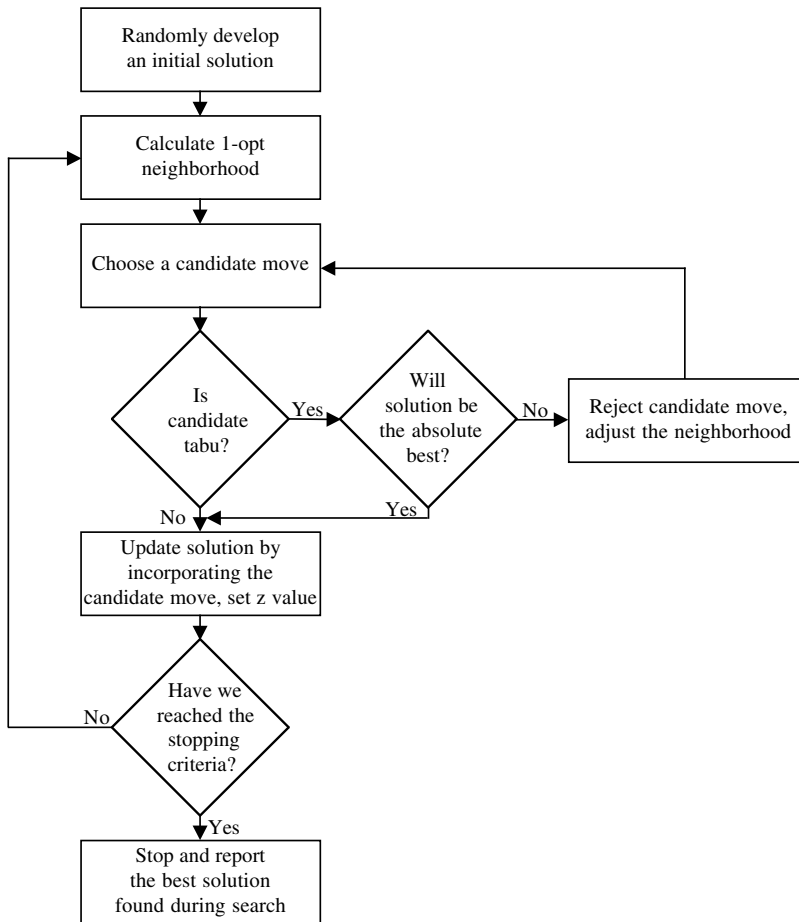 Randomly develop
an initial solution
Calculate 1-opt
neighborhood
Choose a candidate move
Is
candidate
tabu?
Yes
Will
solution be
the absolute
best?
No
Reject candidate move,
adjust the neighborhood
No
Yes
Update solution by
incorporating the
candidate move, set z value
Have we
reached the
stopping
criteria?
No
Yes
Stop and report
the best solution
found during search